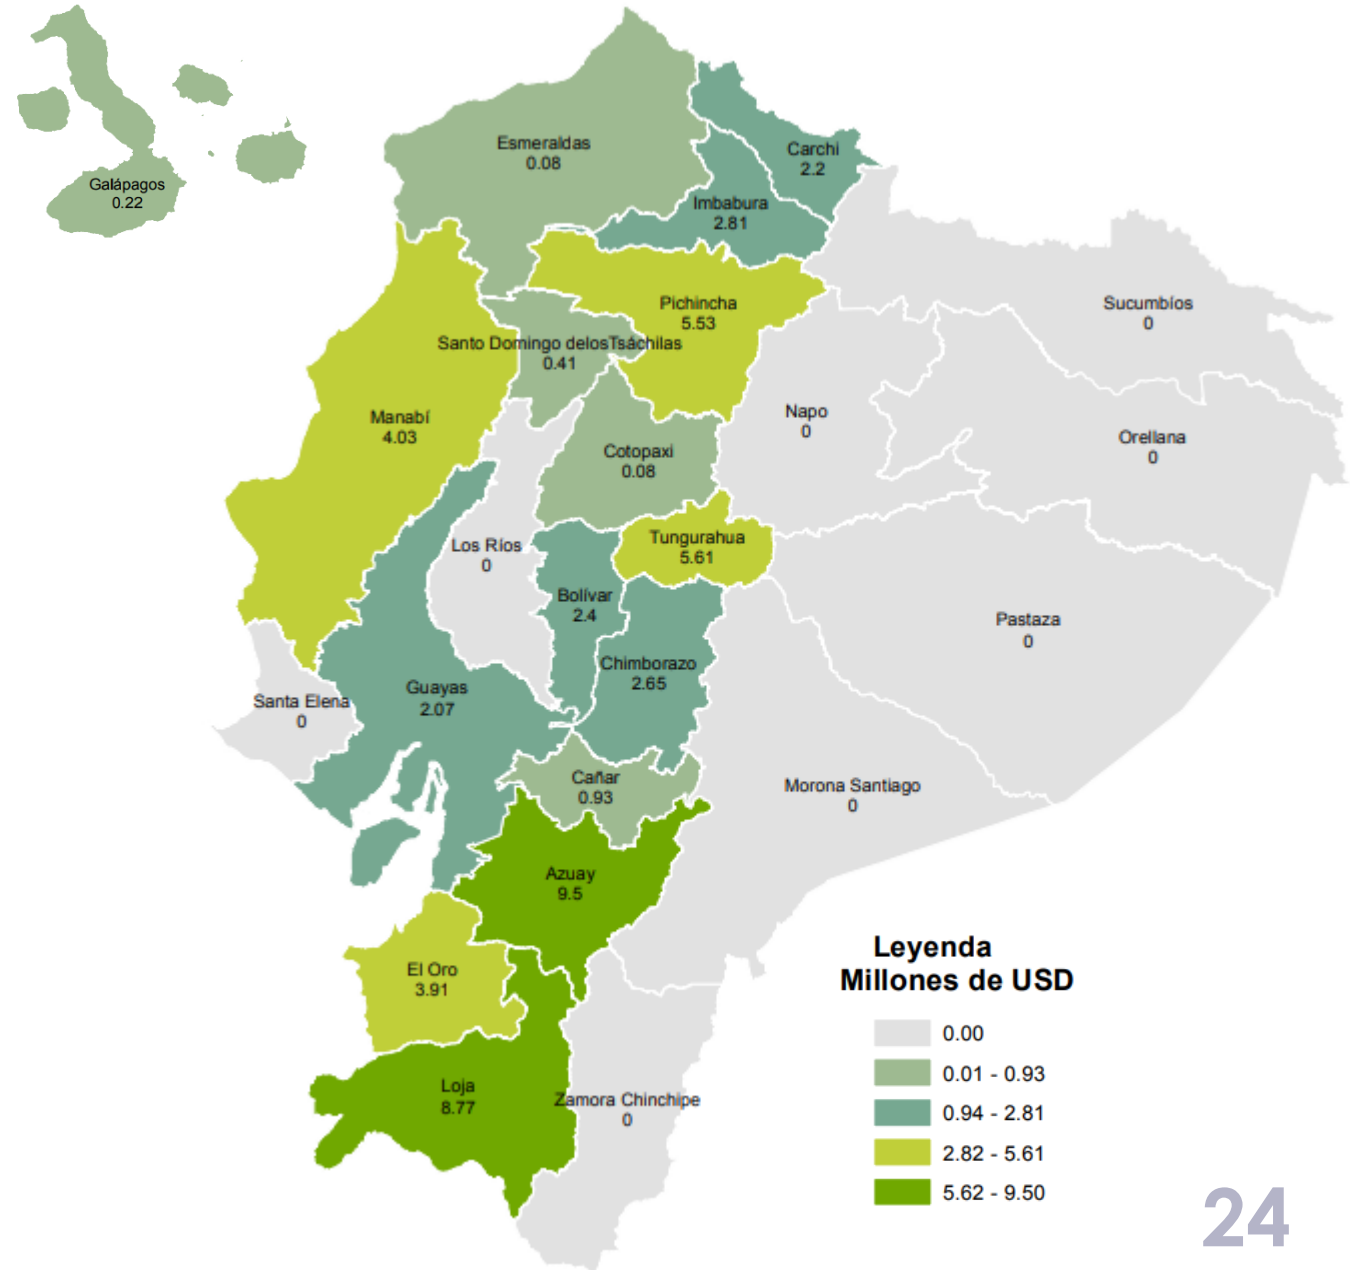 Esmeraldas
0.08
Carchi
2.2
Galápagos
0.22
Imbabura
2.81
Pichincha
5.53
Sucumbíos
0
Santo Domingo delosTsáchilas
0.41
Manabí
4.03
Napo
0
Orellana
0
Cotopaxi
0.08
Los Ríos
0
Tungurahua
5.61
Bolívar
2.4
Pastaza
0
Chimborazo
2.65
Santa Elena
0
Guayas
2.07
Cañar
0.93
Morona Santiago
0
Azuay
9.5
El Oro
3.91
Loja
8.77
Zamora Chinchipe
0
Leyenda
Millones de USD
0.00
0.01 - 0.93
0.94 - 2.81
2.82 - 5.61
5.62 - 9.50
24